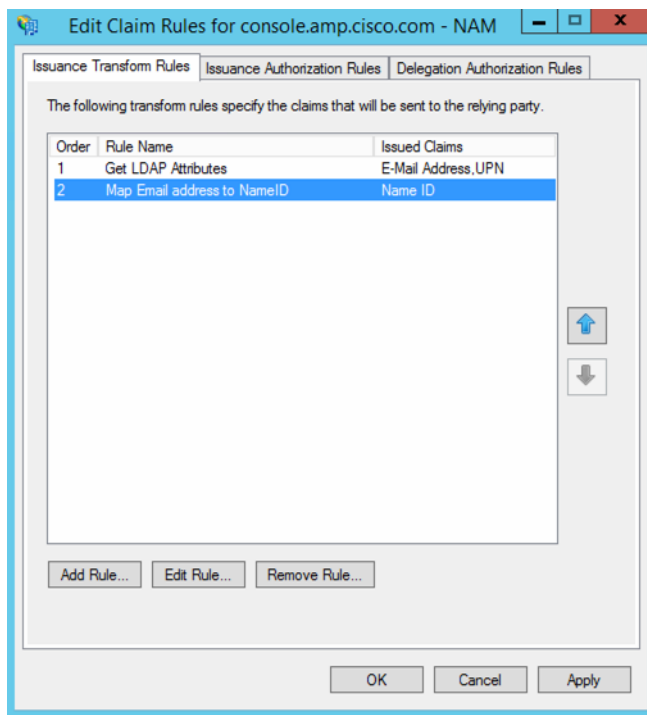 Edit Claim Rules for console.amp.cisco.com - NAM
Issuance Transform Rules Issuance Authorization Rules Delegation Authorization Rules
The following transform rules specify the claims that will be sent to the relying party.
Order Rule Name Issued Claims
1 Get LDAP Attributes E-Mail Address,UPN
2 Map Email address to NameID Name ID
Add Rule... Edit Rule... Remove Rule...
OK Cancel Apply